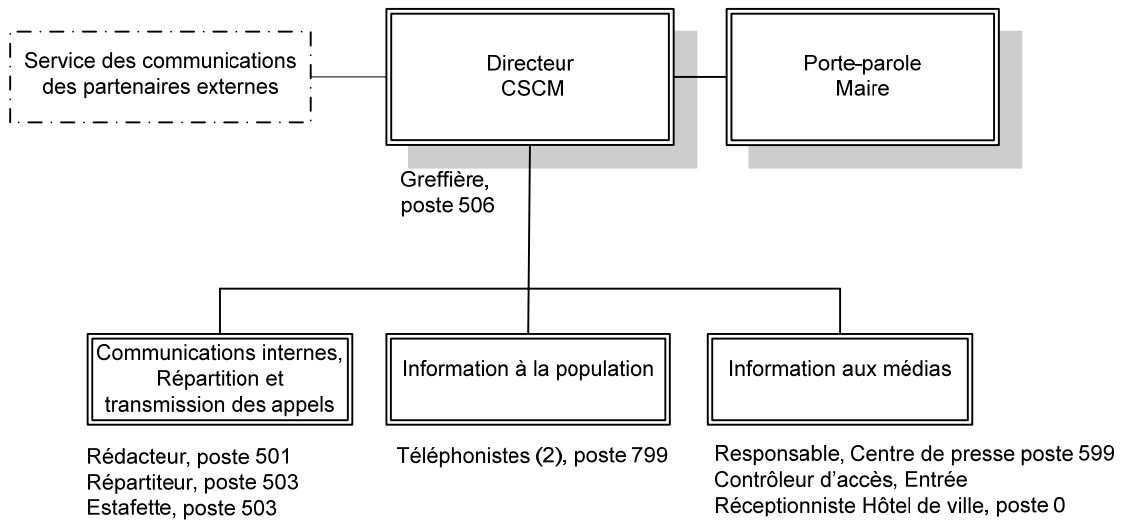 Service des communications
des partenaires externes
Directeur
CSCM
Porte-parole
Maire
Greffière,
poste 506
Communications internes,
Répartition et
transmission des appels
Information à la population
Information aux médias
Rédacteur, poste 501
Répartiteur, poste 503
Estafette, poste 503
Téléphonistes (2), poste 799
Responsable, Centre de presse poste 599
Contrôleur d'accès, Entrée
Réceptionniste Hôtel de ville, poste 0